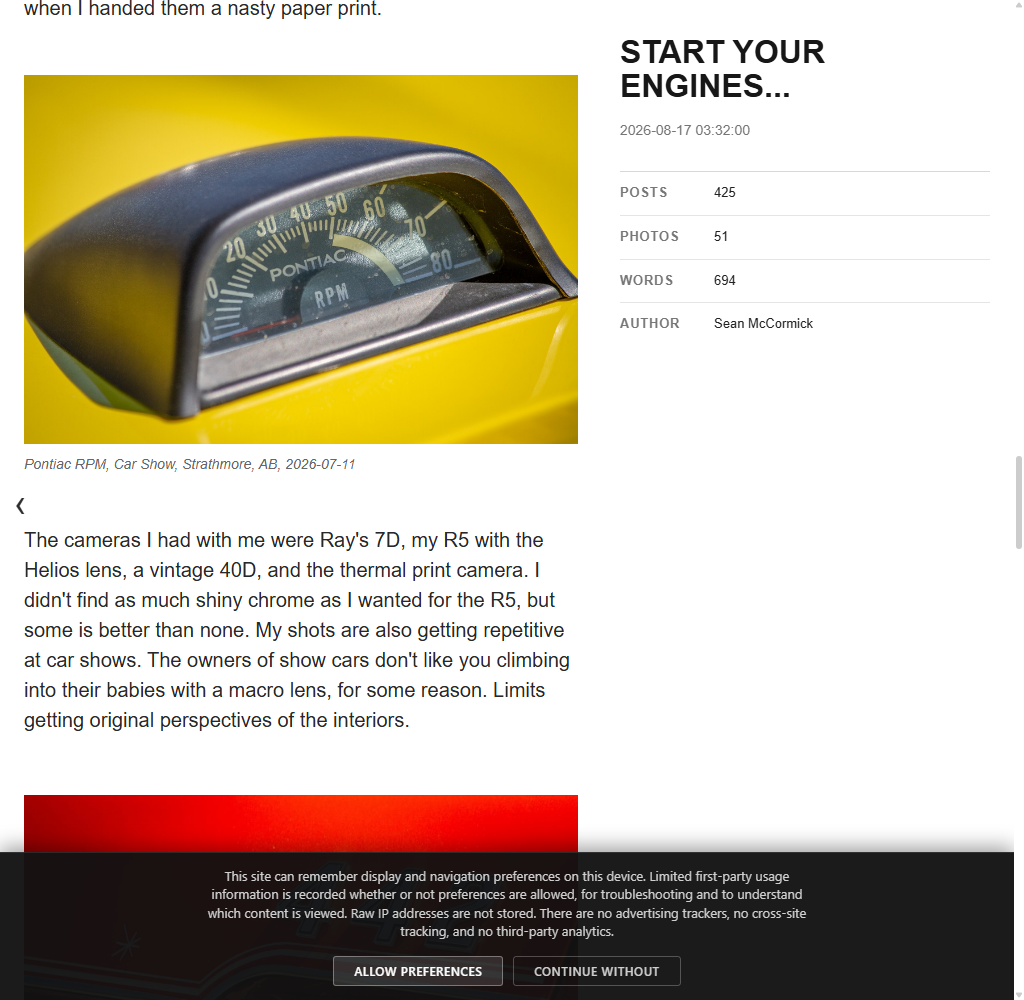 when I handed them a nasty paper print.
0
10
20
30
40
50
60
70
80
PONTIAC
RPM
Pontiac RPM, Car Show, Strathmore, AB, 2026-07-11
‹
The cameras I had with me were Ray's 7D, my R5 with the
Helios lens, a vintage 40D, and the thermal print camera. I
didn't find as much shiny chrome as I wanted for the R5, but
some is better than none. My shots are also getting repetitive
at car shows. The owners of show cars don't like you climbing
into their babies with a macro lens, for some reason. Limits
getting original perspectives of the interiors.
START YOUR
ENGINES...
2026-08-17 03:32:00
POSTS 425
PHOTOS 51
WORDS 694
AUTHOR Sean McCormick
This site can remember display and navigation preferences on this device. Limited first-party usage
information is recorded whether or not preferences are allowed, for troubleshooting and to understand
which content is viewed. Raw IP addresses are not stored. There are no advertising trackers, no cross-site
tracking, and no third-party analytics.
ALLOW PREFERENCES CONTINUE WITHOUT